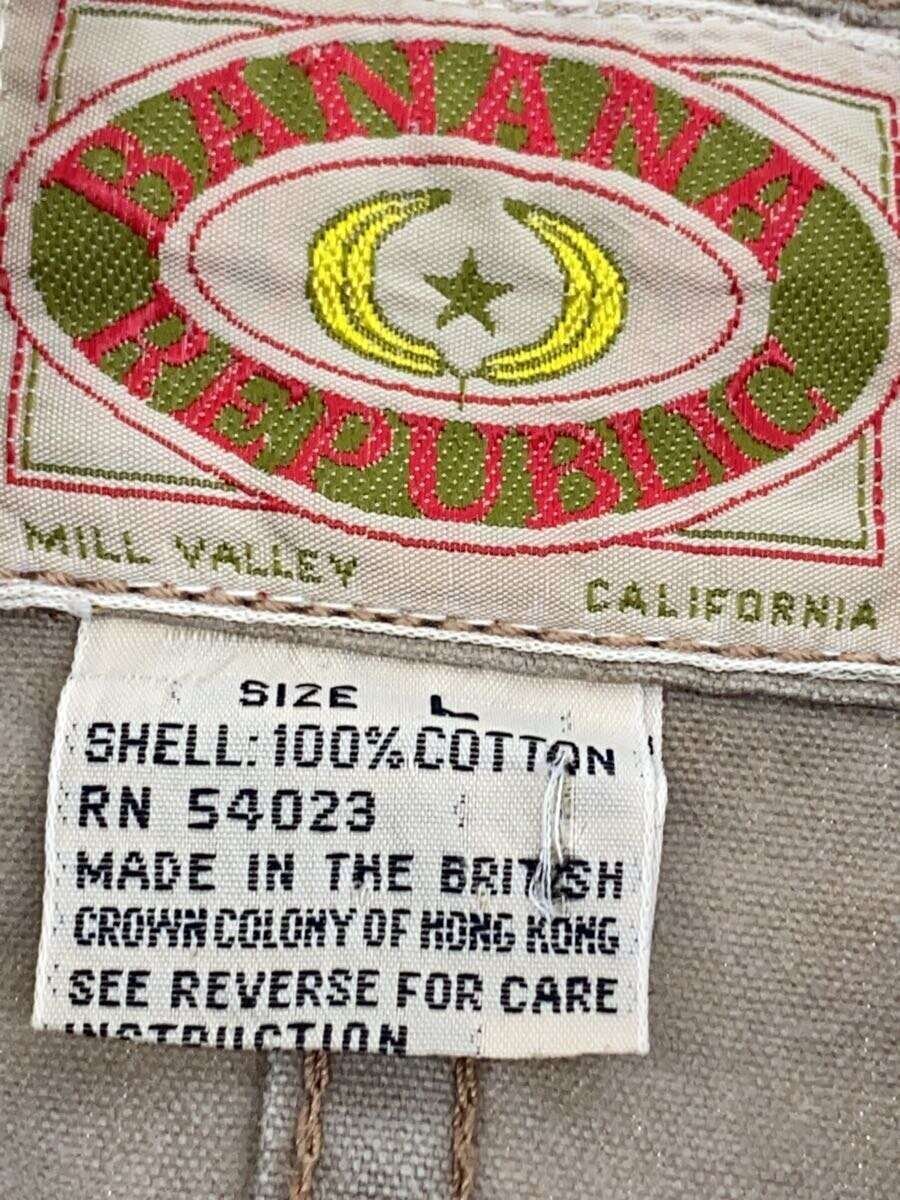 BANANA
REPUBLIC
MILL VALLEY
CALIFORNIA
SIZE L
SHELL: 100% COTTON
RN 54023
MADE IN THE BRITISH
CROWN COLONY OF HONG KONG
SEE REVERSE FOR CARE
INSTRUCTION